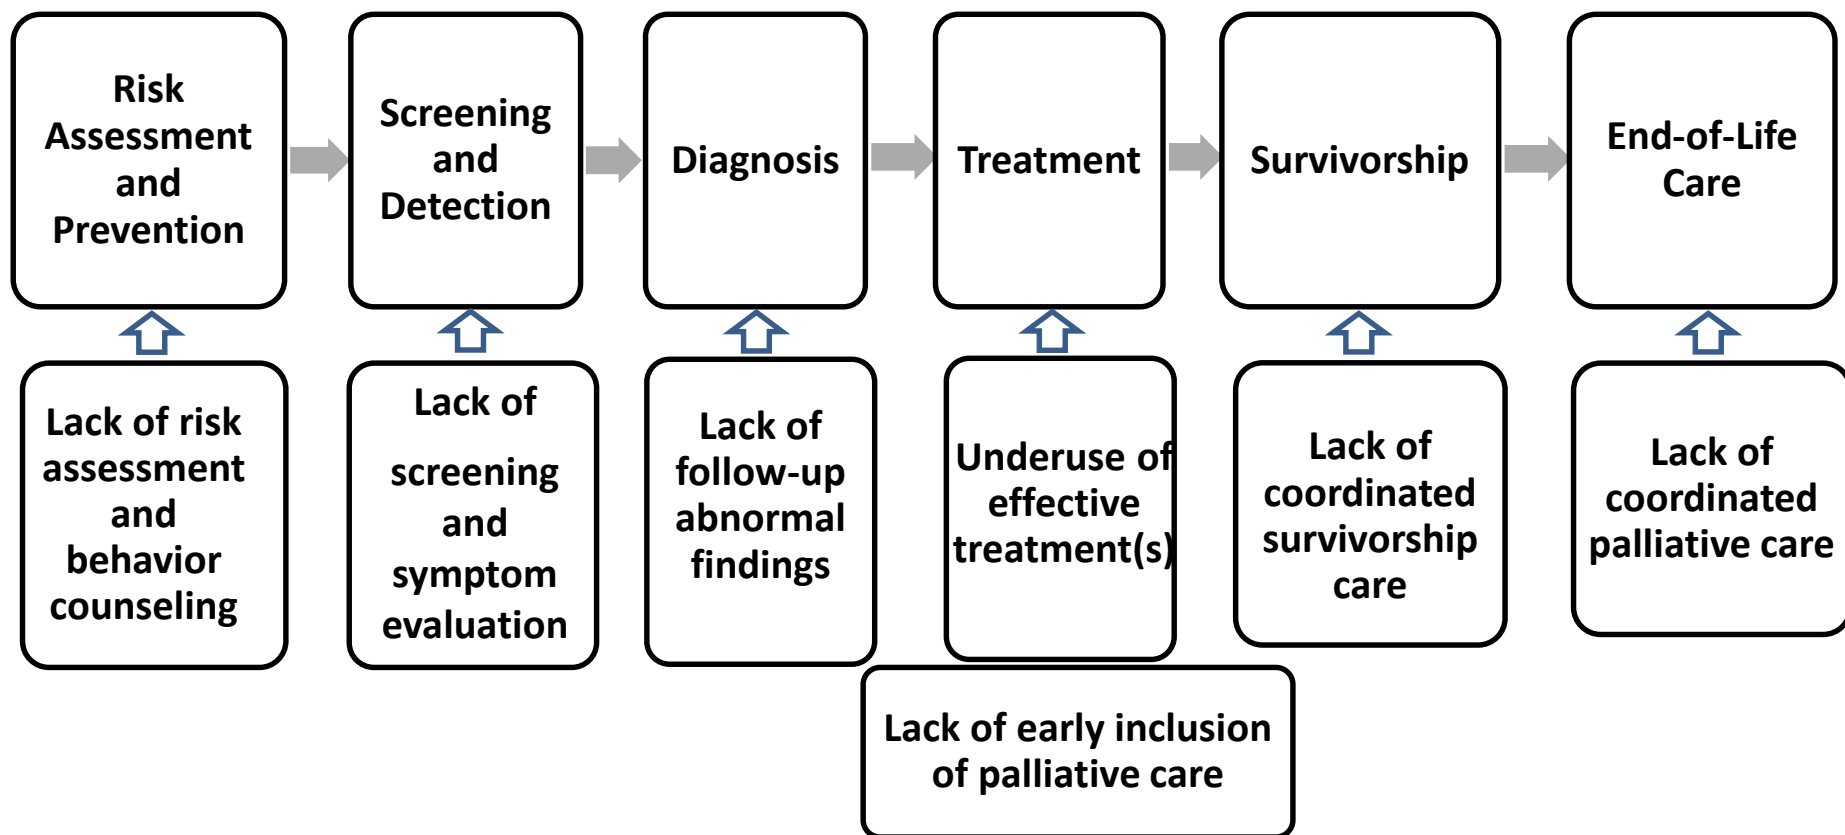 Risk
Assessment
and
Prevention
Screening
and
Detection
Diagnosis
Treatment
Survivorship
End-of-Life
Care
Lack of risk
assessment
and
behavior
counseling
Lack of
screening
and
symptom
evaluation
Lack of
follow-up
abnormal
findings
Underuse of
effective
treatment(s)
Lack of
coordinated
survivorship
care
Lack of
coordinated
palliative care
Lack of early inclusion
of palliative care